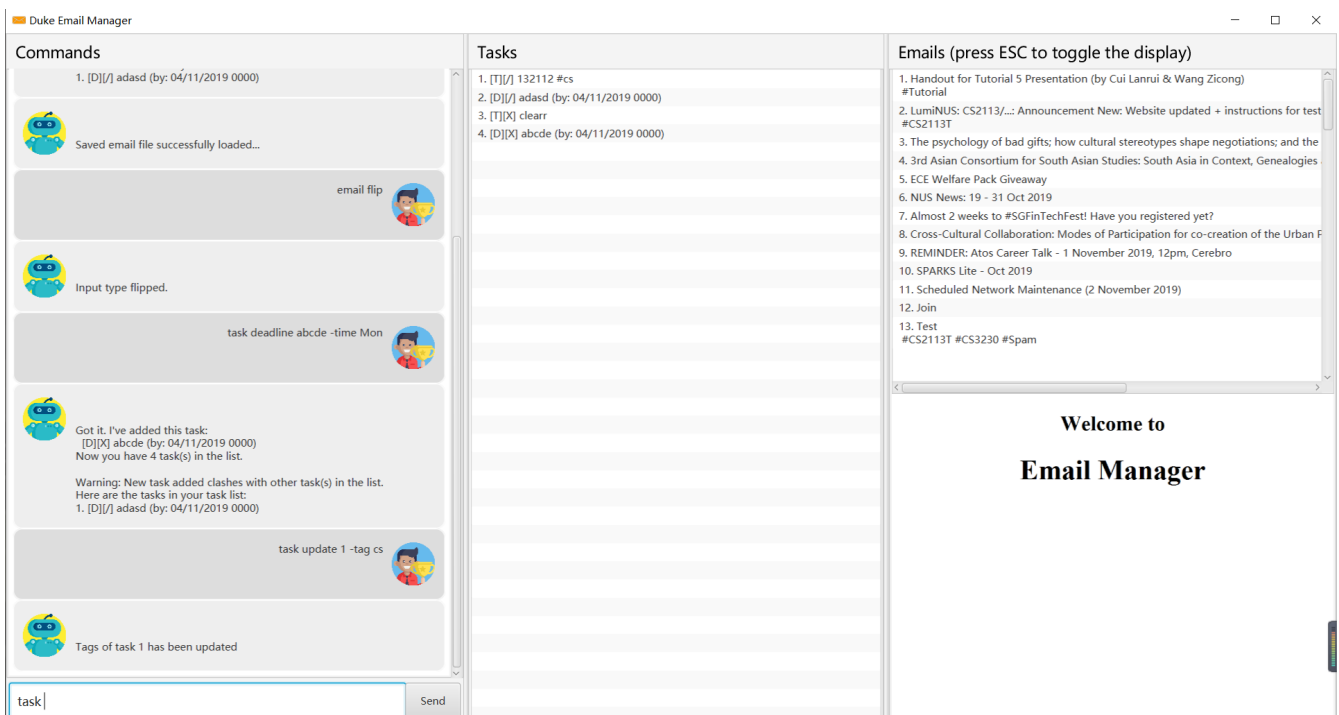 Duke Email Manager
Commands
1. [D][/] adasd (by: 04/11/2019 0000)
Saved email file successfully loaded...
email flip
Input type flipped.
task deadline abcde -time Mon
Got it. I've added this task:
[D][X] abcde (by: 04/11/2019 0000)
Now you have 4 task(s) in the list.
Warning: New task added clashes with other task(s) in the list.
Here are the tasks in your task list:
1. [D][/] adasd (by: 04/11/2019 0000)
task update 1 -tag cs
Tags of task 1 has been updated
task
Send
Tasks
1. [T][/] 132112 #cs
2. [D][/] adasd (by: 04/11/2019 0000)
3. [T][X] clearr
4. [D][X] abcde (by: 04/11/2019 0000)
Emails (press ESC to toggle the display)
1. Handout for Tutorial 5 Presentation (by Cui Lanrui & Wang Zicong)
#Tutorial
2. LumiNUS: CS2113/...: Announcement New: Website updated + instructions for test
#CS2113T
3. The psychology of bad gifts; how cultural stereotypes shape negotiations; and the
4. 3rd Asian Consortium for South Asian Studies: South Asia in Context, Genealogies
5. ECE Welfare Pack Giveaway
6. NUS News: 19 - 31 Oct 2019
7. Almost 2 weeks to #SGFinTechFest! Have you registered yet?
8. Cross-Cultural Collaboration: Modes of Participation for co-creation of the Urban
9. REMINDER: Atos Career Talk - 1 November 2019, 12pm, Cerebro
10. SPARKS Lite - Oct 2019
11. Scheduled Network Maintenance (2 November 2019)
12. Join
13. Test
#CS2113T #CS3230 #Spam
Welcome to
Email Manager